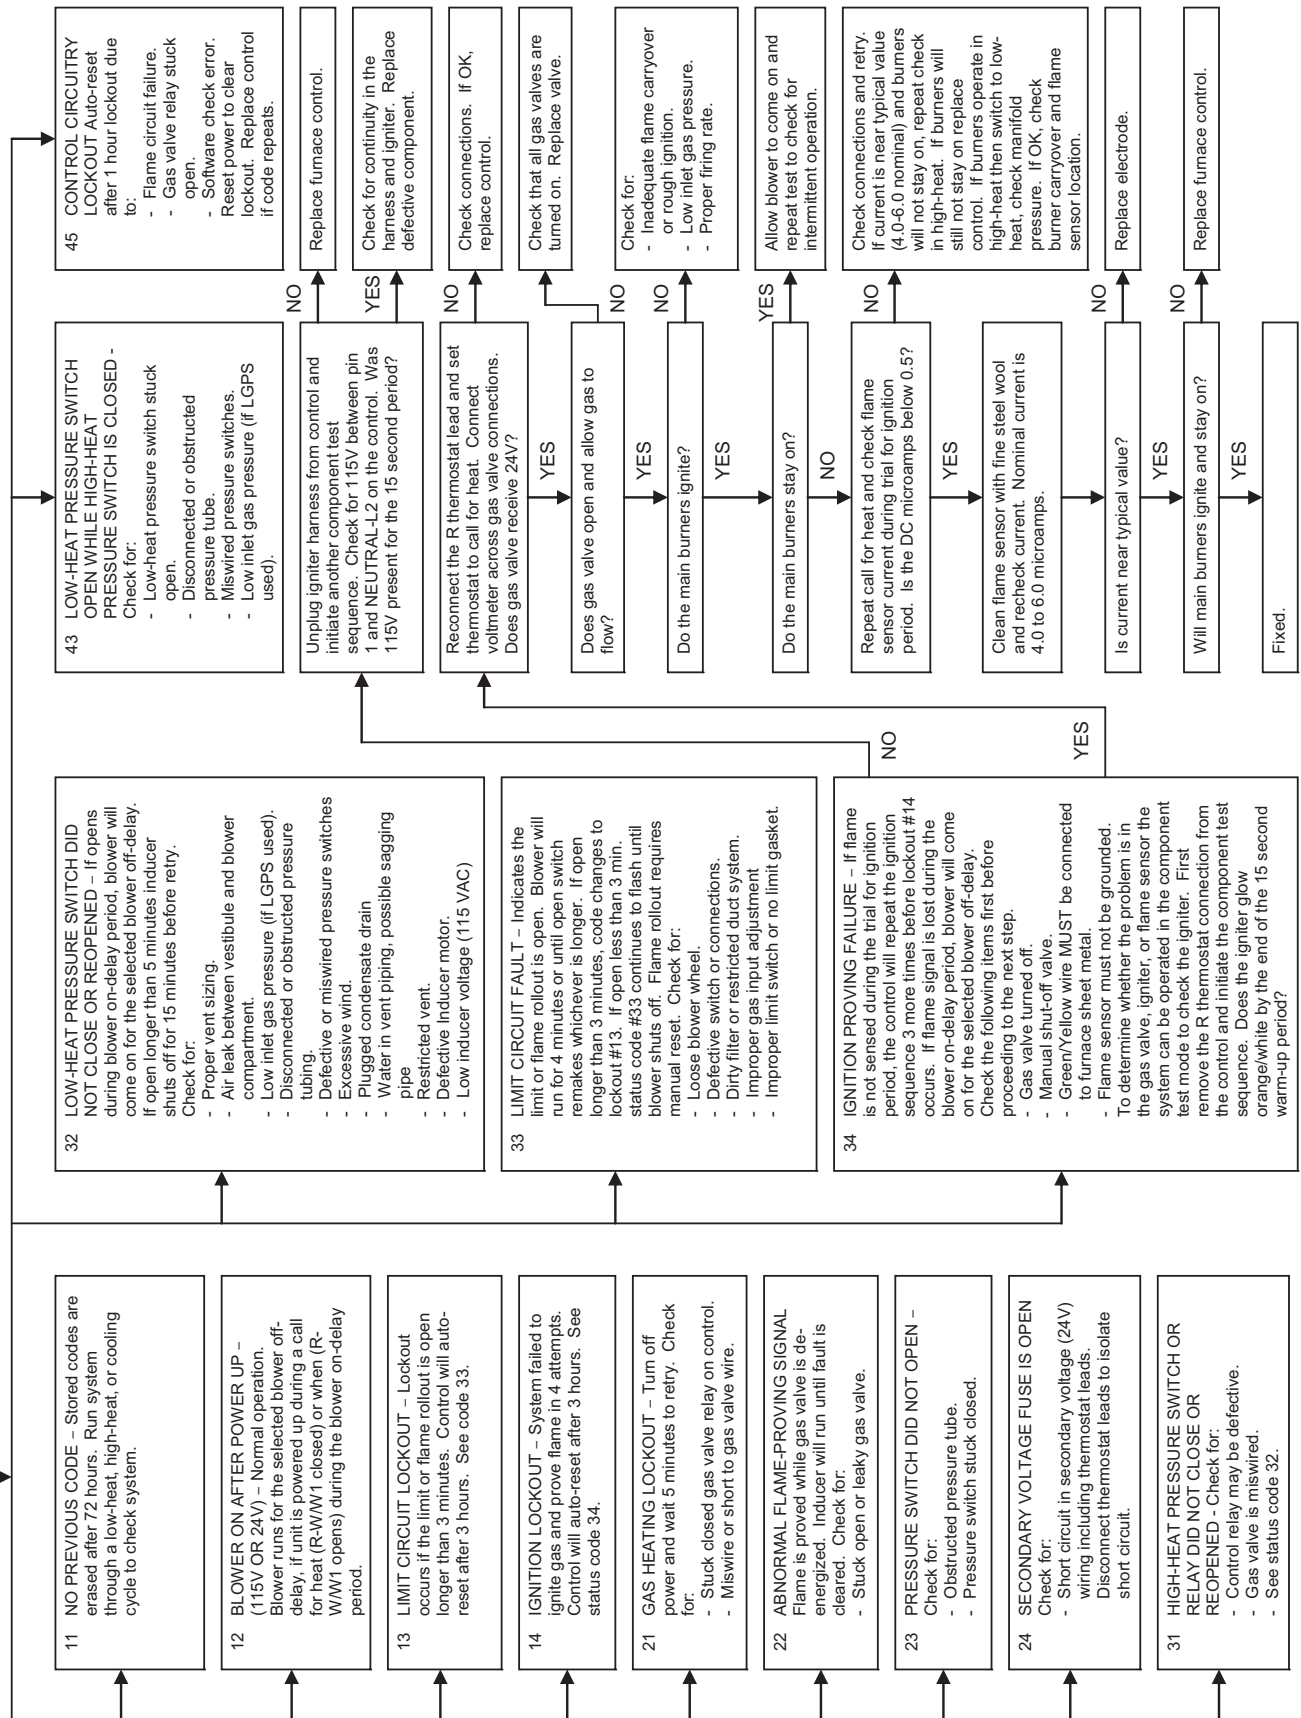 11 NO PREVIOUS CODE – Stored codes are
erased after 72 hours. Run system
through a low-heat, high-heat, or cooling
cycle to check system.
12 BLOWER ON AFTER POWER UP –
(115V OR 24V) – Normal operation.
Blower runs for the selected blower off-
delay, if unit is powered up during a call
for heat (R-W/W1 closed) or when (R-
W/W1 opens) during the blower on-delay
period.
13 LIMIT CIRCUIT LOCKOUT – Lockout
occurs if the limit or flame rollout is open
longer than 3 minutes. Control will auto-
reset after 3 hours. See code 33.
14 IGNITION LOCKOUT – System failed to
ignite gas and prove flame in 4 attempts.
Control will auto-reset after 3 hours. See
status code 34.
21 GAS HEATING LOCKOUT – Turn off
power and wait 5 minutes to retry. Check
for:
- Stuck closed gas valve relay on control.
- Miswire or short to gas valve wire.
22 ABNORMAL FLAME-PROVING SIGNAL
Flame is proved while gas valve is de-
energized. Inducer will run until fault is
cleared. Check for:
- Stuck open or leaky gas valve.
23 PRESSURE SWITCH DID NOT OPEN –
Check for:
- Obstructed pressure tube.
- Pressure switch stuck closed.
24 SECONDARY VOLTAGE FUSE IS OPEN
Check for:
- Short circuit in secondary voltage (24V)
wiring including thermostat leads.
Disconnect thermostat leads to isolate
short circuit.
31 HIGH-HEAT PRESSURE SWITCH OR
RELAY DID NOT CLOSE OR
REOPENED - Check for:
- Control relay may be defective.
- Gas valve is miswired.
- See status code 32.
32 LOW-HEAT PRESSURE SWITCH DID
NOT CLOSE OR REOPENED – If opens
during blower on-delay period, blower will
come on for the selected blower off-delay.
If open longer than 5 minutes inducer
shuts off for 15 minutes before retry.
Check for:
- Proper vent sizing.
- Air leak between vestibule and blower
compartment.
- Low inlet gas pressure (if LGPS used).
- Disconnected or obstructed pressure
tubing.
- Defective or miswired pressure switches
- Excessive wind.
- Plugged condensate drain
- Water in vent piping, possible sagging
pipe
- Restricted vent.
- Defective Inducer motor.
- Low inducer voltage (115 VAC)
33 LIMIT CIRCUIT FAULT – Indicates the
limit or flame rollout is open. Blower will
run for 4 minutes or until open switch
remakes whichever is longer. If open
longer than 3 minutes, code changes to
lockout #13. If open less than 3 min.
status code #33 continues to flash until
blower shuts off. Flame rollout requires
manual reset. Check for:
- Loose blower wheel.
- Defective switch or connections.
- Dirty filter or restricted duct system.
- Improper gas input adjustment
- Improper limit switch or no limit gasket.
34 IGNITION PROVING FAILURE – If flame
is not sensed during the trial for ignition
period, the control will repeat the ignition
sequence 3 more times before lockout #14
occurs. If flame signal is lost during the
blower on-delay period, blower will come
on for the selected blower off-delay.
Check the following items first before
proceeding to the next step.
- Gas valve turned off.
- Manual shut-off valve.
- Green/Yellow wire MUST be connected
to furnace sheet metal.
- Flame sensor must not be grounded.
To determine whether the problem is in
the gas valve, igniter, or flame sensor the
system can be operated in the component
test mode to check the igniter. First
remove the R thermostat connection from
the control and initiate the component test
sequence. Does the igniter glow
orange/white by the end of the 15 second
warm-up period?
NO
YES
43 LOW-HEAT PRESSURE SWITCH
OPEN WHILE HIGH-HEAT
PRESSURE SWITCH IS CLOSED -
Check for:
- Low-heat pressure switch stuck
open.
- Disconnected or obstructed
pressure tube.
- Miswired pressure switches.
- Low inlet gas pressure (if LGPS
used).
45 CONTROL CIRCUITRY
LOCKOUT Auto-reset
after 1 hour lockout due
to:
- Flame circuit failure.
- Gas valve relay stuck
open.
- Software check error.
Reset power to clear
lockout. Replace control
if code repeats.
Unplug igniter harness from control and
initiate another component test
sequence. Check for 115V between pin
1 and NEUTRAL-L2 on the control. Was
115V present for the 15 second period?
NO
Replace furnace control.
YES
Check for continuity in the
harness and igniter. Replace
defective component.
Reconnect the R thermostat lead and set
thermostat to call for heat. Connect
voltmeter across gas valve connections.
Does gas valve receive 24V?
NO
Check connections. If OK,
replace control.
YES
Does gas valve open and allow gas to
flow?
NO
Check that all gas valves are
turned on. Replace valve.
YES
Do the main burners ignite?
NO
Check for:
- Inadequate flame carryover
or rough ignition.
- Low inlet gas pressure.
- Proper firing rate.
YES
Do the main burners stay on?
YES
Allow blower to come on and
repeat test to check for
intermittent operation.
NO
Repeat call for heat and check flame
sensor current during trial for ignition
period. Is the DC microamps below 0.5?
NO
Check connections and retry.
If current is near typical value
(4.0-6.0 nominal) and burners
will not stay on, repeat check
in high-heat. If burners will
still not stay on replace
control. If burners operate in
high-heat then switch to low-
heat, check manifold
pressure. If OK, check
burner carryover and flame
sensor location.
YES
Clean flame sensor with fine steel wool
and recheck current. Nominal current is
4.0 to 6.0 microamps.
Is current near typical value?
NO
Replace electrode.
YES
Will main burners ignite and stay on?
NO
Replace furnace control.
YES
Fixed.